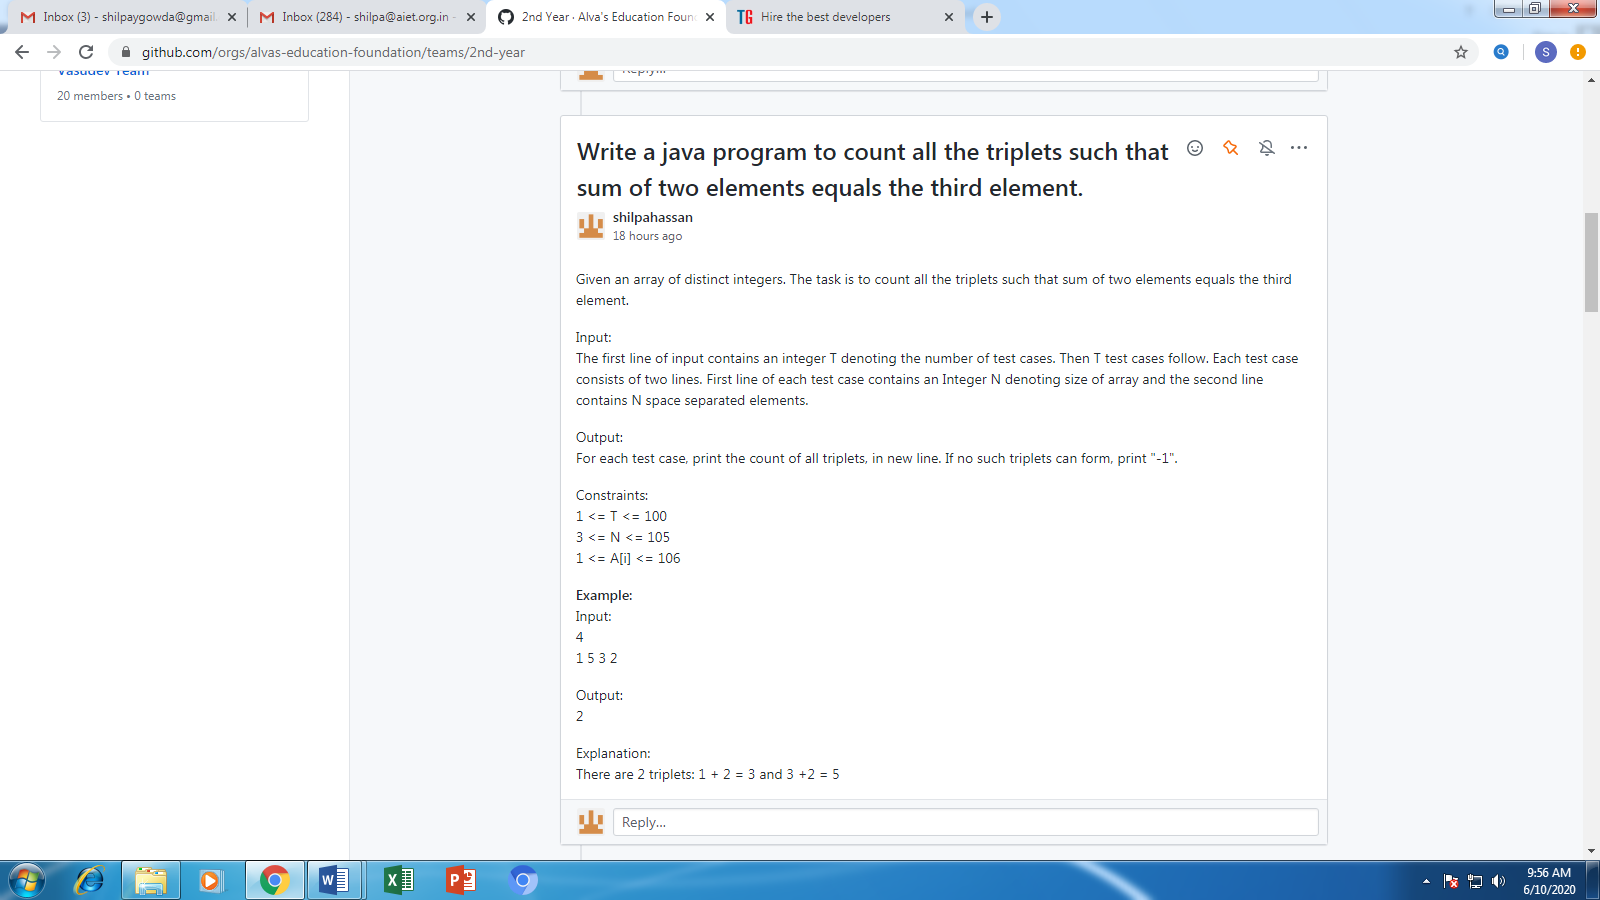 Inbox (3) - shilpaygowda@gmail.
Inbox (284) - shilpa@aiet.org.in -
2nd Year · Alva's Education Foun
TG Hire the best developers
github.com/orgs/alvas-education-foundation/teams/2nd-year
S
Vasudev Team
20 members • 0 teams
Reply...
Write a java program to count all the triplets such that
sum of two elements equals the third element.
shilpahassan
18 hours ago
Given an array of distinct integers. The task is to count all the triplets such that sum of two elements equals the third
element.
Input:
The first line of input contains an integer T denoting the number of test cases. Then T test cases follow. Each test case
consists of two lines. First line of each test case contains an Integer N denoting size of array and the second line
contains N space separated elements.
Output:
For each test case, print the count of all triplets, in new line. If no such triplets can form, print "-1".
Constraints:
1 <= T <= 100
3 <= N <= 105
1 <= A[i] <= 106
Example:
Input:
4
1 5 3 2
Output:
2
Explanation:
There are 2 triplets: 1 + 2 = 3 and 3 +2 = 5
Reply...
9:56 AM
6/10/2020